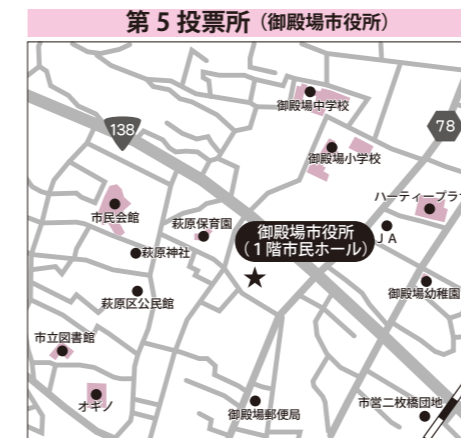 第5投票所（御殿場市役所）
御殿場中学校
138
78
御殿場小学校
ハーティープラ
市民会館
萩原保育園
御殿場市役所
（1階市民ホール）
JA
萩原神社
萩原区公民館
御殿場幼稚園
市立図書館
オギノ
御殿場郵便局
市営二枚橋団地